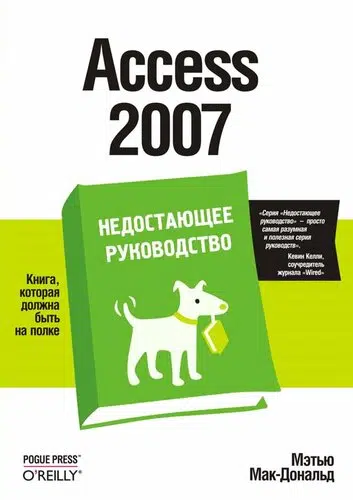 Access
2007
НЕДОСТАЮЩЕЕ
РУКОВОДСТВО
«Серия «Недостающее
руководство» – просто
самая разумная
и полезная серия
руководств».
Кевин Келли,
соучредитель
журнала «Wired»
Книга,
которая
должна
быть
на полке
POGUE PRESS™
O'REILLY®
Мэтью
Мак-Дональд